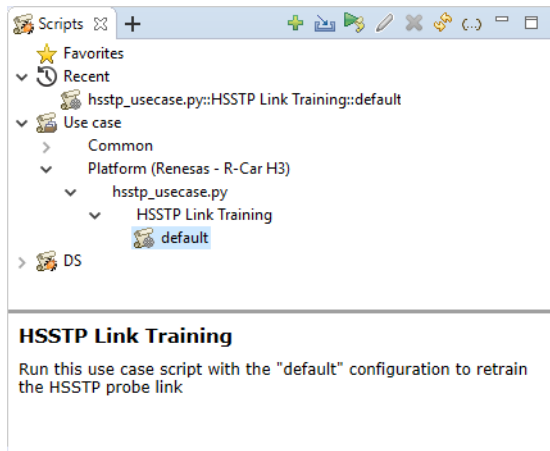 Scripts
Favorites
Recent
hsstp_usecase.py::HSSTP Link Training::default
Use case
Common
Platform (Renesas - R-Car H3)
hsstp_usecase.py
HSSTP Link Training
default
DS
HSSTP Link Training
Run this use case script with the "default" configuration to retrain
the HSSTP probe link